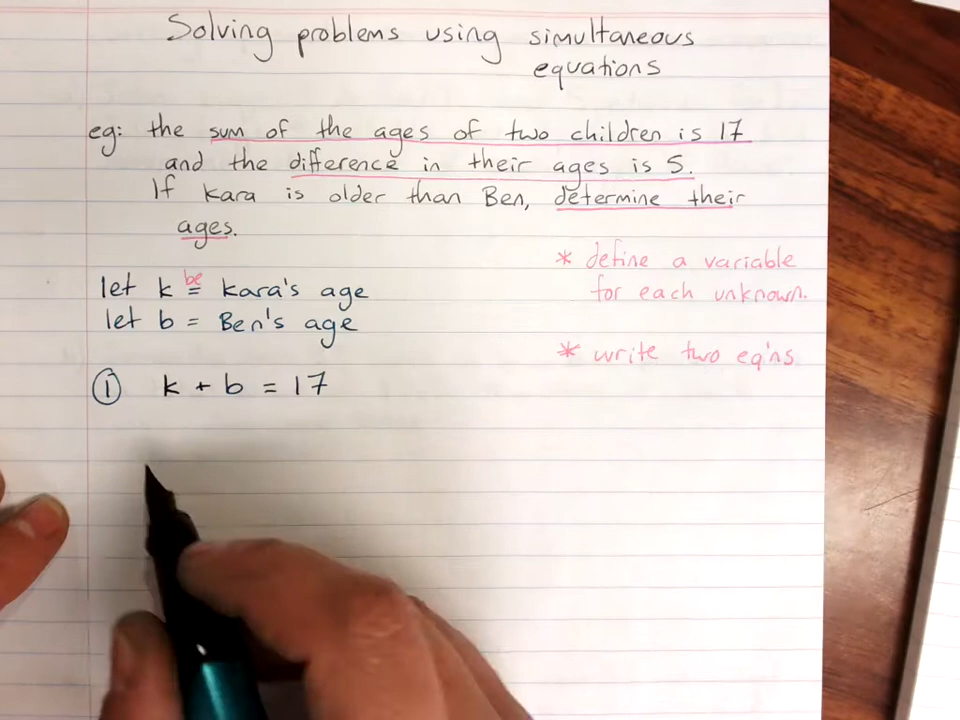 Solving problems using simultaneous
equations
eg: the sum of the ages of two children is 17
and the difference in their ages is 5.
If Kara is older than Ben, determine their
ages.
* define a variable
for each unknown.
let k be = Kara's age
let b = Ben's age
* write two eq'ns
① k + b = 17